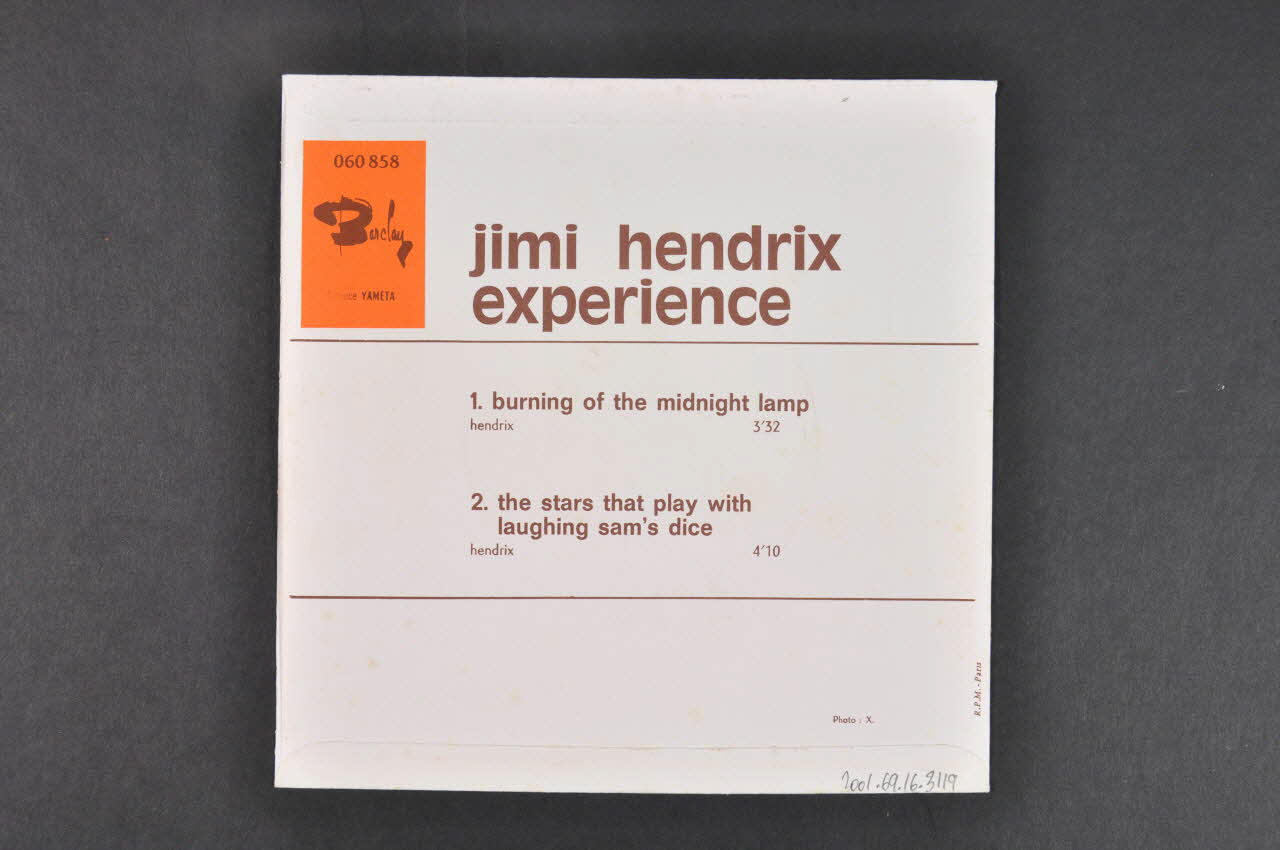 060 858
Barclay
YAMETA
jimi hendrix
experience
1. burning of the midnight lamp
hendrix 3'32
2. the stars that play with
laughing sam's dice
hendrix 4'10
R.P.M. - Paris
Photo : X.
2001.69.16.3119